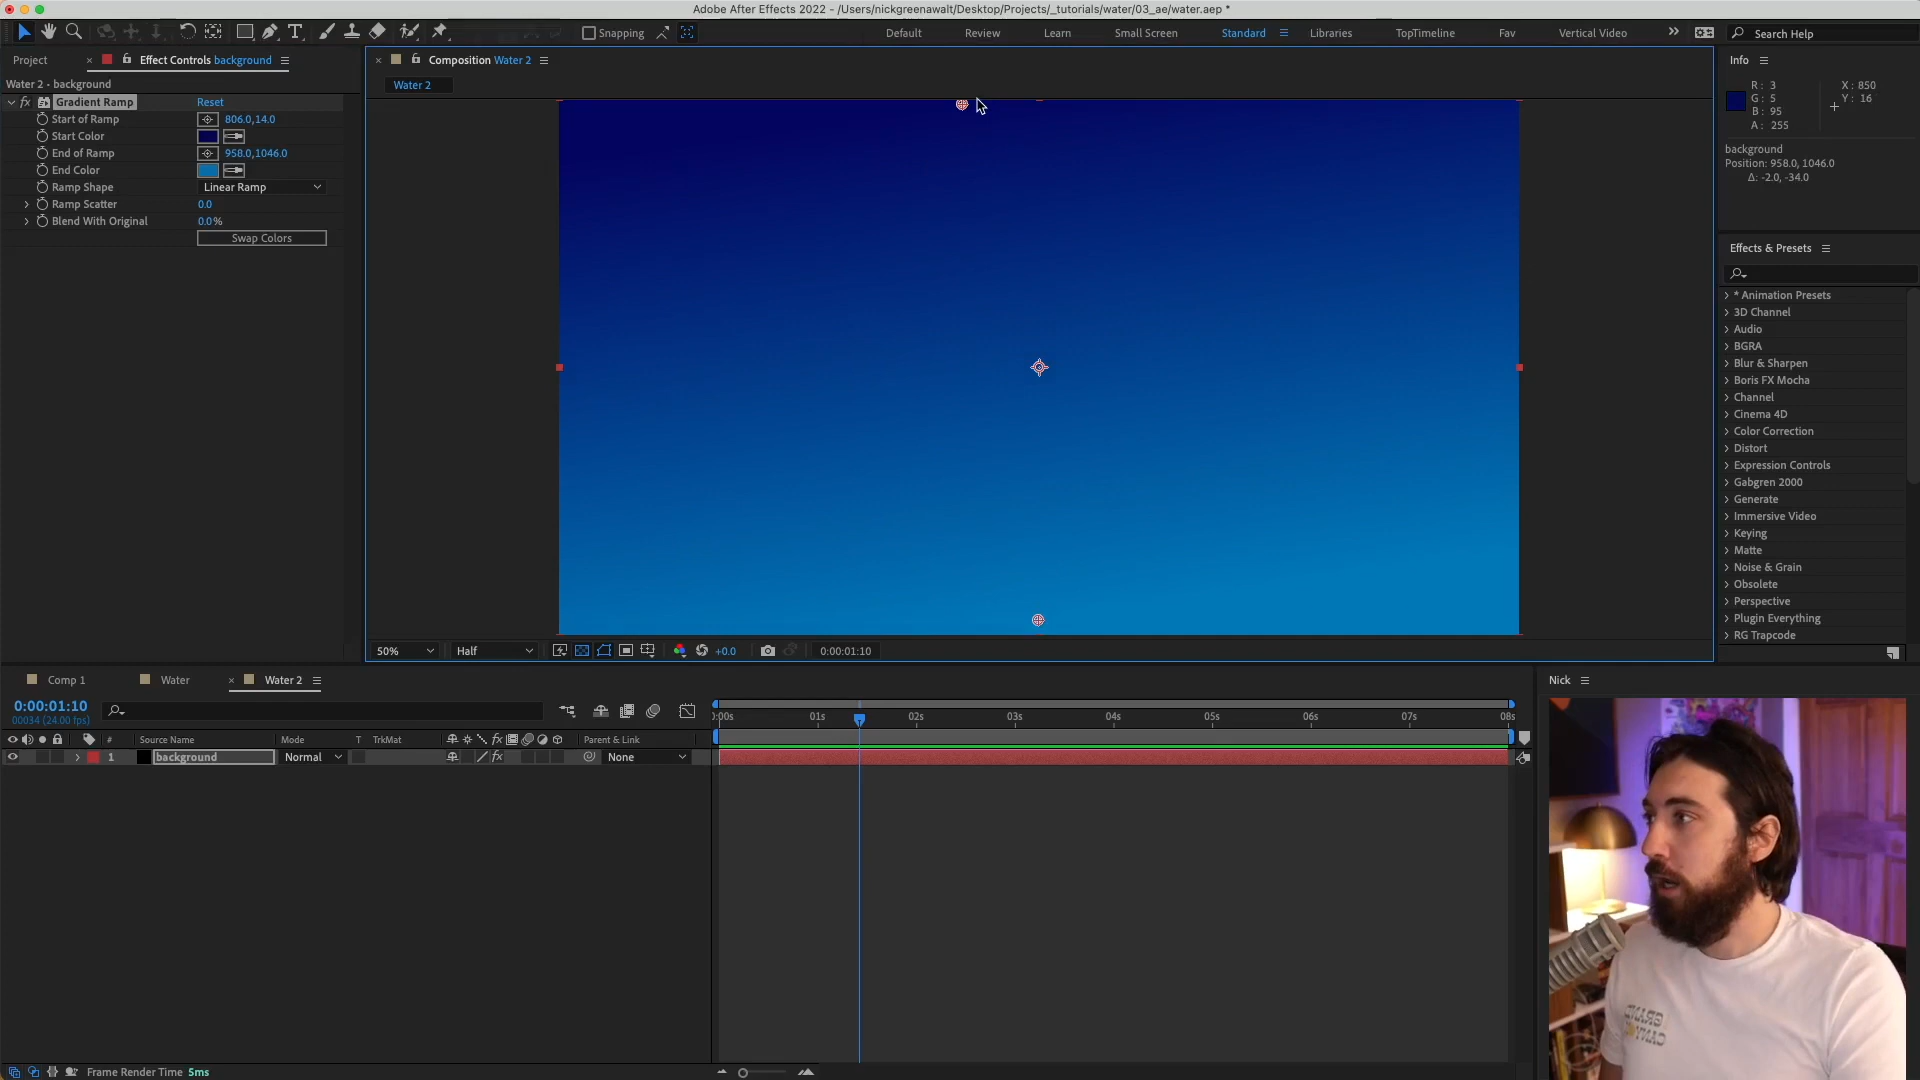 Adobe After Effects 2022 - /Users/nickgreenawalt/Desktop/Projects/_tutorials/water/03_ae/water.aep *
Snapping
Default
Review
Learn
Small Screen
Standard
Libraries
TopTimeline
Fav
Vertical Video
Search Help
Project
Effect Controls background
Composition Water 2
Info
Water 2 - background
Water 2
R: 3
G: 5
B: 95
A: 255
X: 850
Y: 16
fx Gradient Ramp
Reset
Start of Ramp
806.0,14.0
Start Color
End of Ramp
958.0,1046.0
End Color
Ramp Shape
Linear Ramp
Ramp Scatter
0.0
Blend With Original
0.0%
Swap Colors
background
Position: 958.0, 1046.0
Δ: -2.0, -34.0
Effects & Presets
* Animation Presets
3D Channel
Audio
BGRA
Blur & Sharpen
Boris FX Mocha
Channel
Cinema 4D
Color Correction
Distort
Expression Controls
Gabgren 2000
Generate
Immersive Video
Keying
Matte
Noise & Grain
Obsolete
Perspective
Plugin Everything
RG Trapcode
50%
Half
+0.0
0:00:01:10
Comp 1
Water
Water 2
Nick
0:00:01:10
00034 (24.00 fps)
:00s
01s
02s
03s
04s
05s
06s
07s
08s
#
Source Name
Mode
T
TrkMat
fx
Parent & Link
1
background
Normal
fx
None
Frame Render Time 5ms